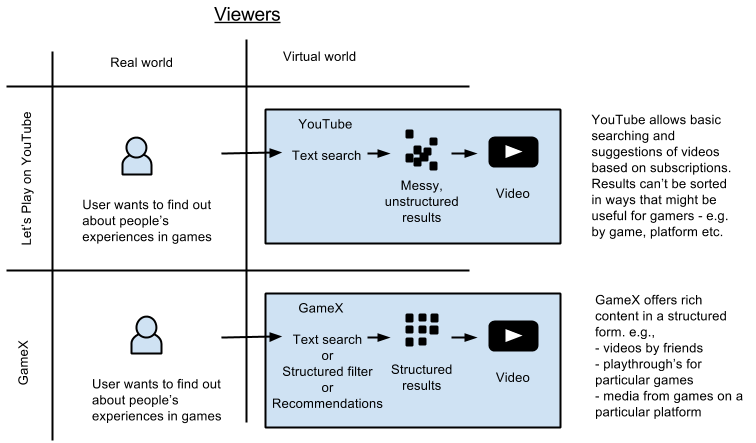 Viewers
Real world
Virtual world
Let's Play on YouTube
User wants to find out
about people's
experiences in games
YouTube
Text search
Messy,
unstructured
results
Video
YouTube allows basic
searching and
suggestions of videos
based on subscriptions.
Results can't be sorted
in ways that might be
useful for gamers - e.g.
by game, platform etc.
GameX
User wants to find out
about people's
experiences in games
GameX
Text search
or
Structured filter
or
Recommendations
Structured
results
Video
GameX offers rich
content in a structured
form. e.g.,
- videos by friends
- playthrough's for
particular games
- media from games on a
particular platform